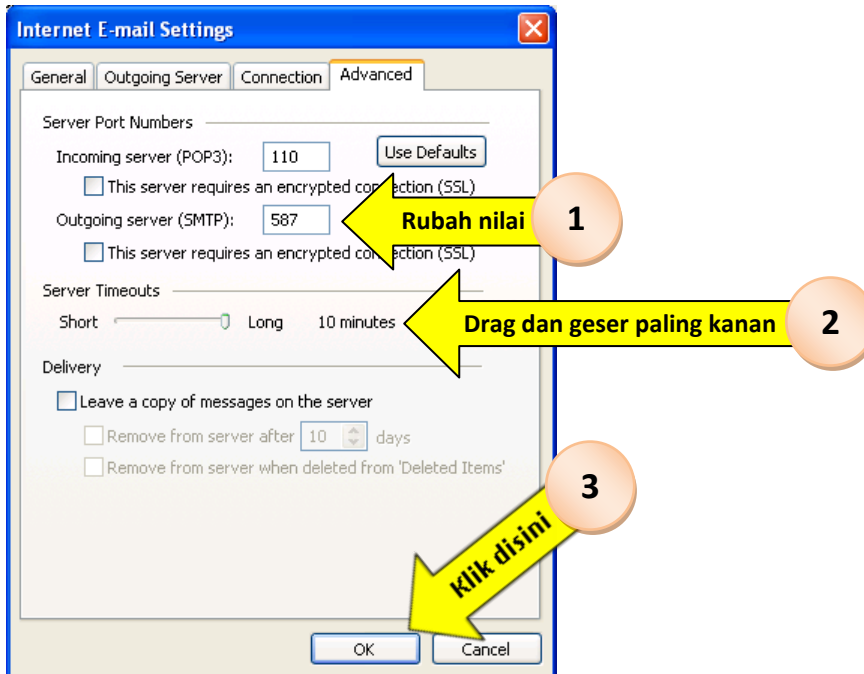 Internet E-mail Settings
General Outgoing Server Connection Advanced
Server Port Numbers
Incoming server (POP3): 110 Use Defaults
This server requires an encrypted connection (SSL)
Outgoing server (SMTP): 587 Rubah nilai 1
This server requires an encrypted connection (SSL)
Server Timeouts
Short Long 10 minutes Drag dan geser paling kanan 2
Delivery
Leave a copy of messages on the server
Remove from server after 10 days
Remove from server when deleted from 'Deleted Items'
3
Klik disini
OK Cancel